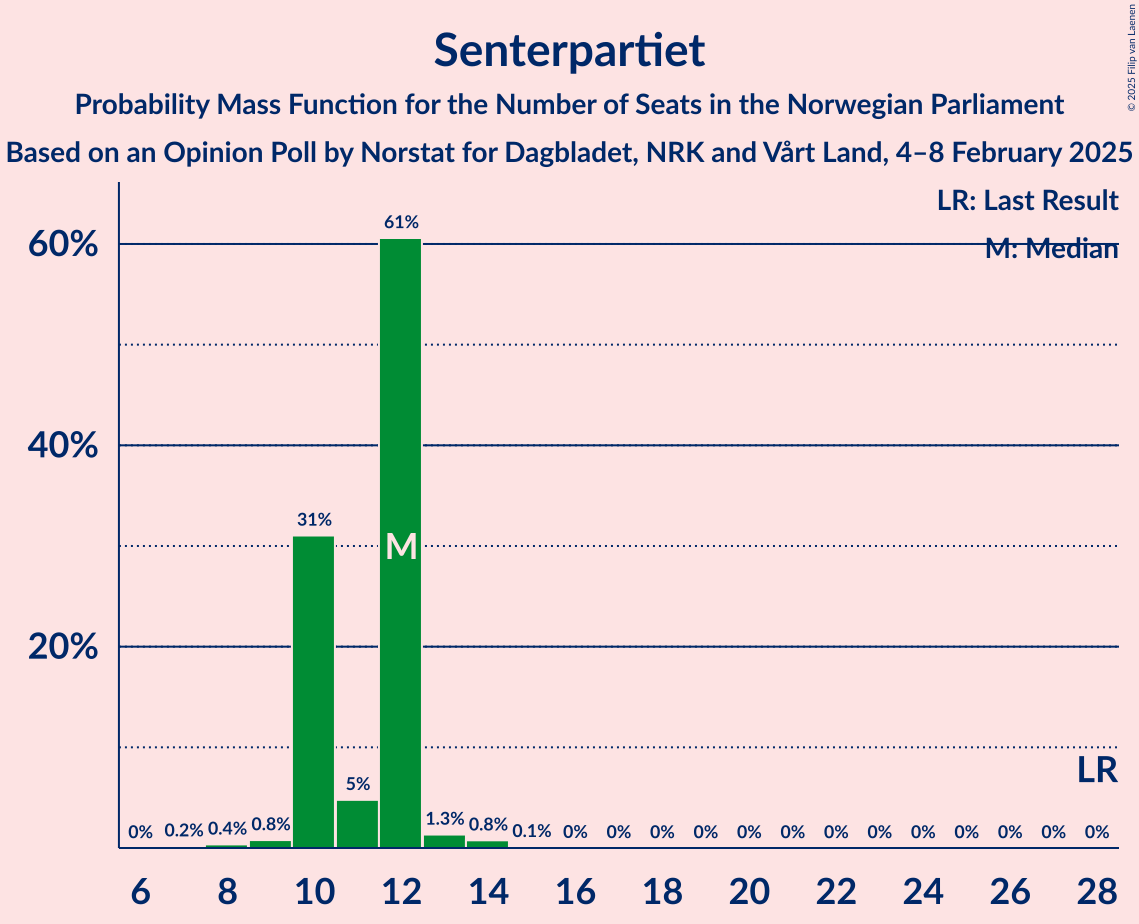 Senterpartiet
Probability Mass Function for the Number of Seats in the Norwegian Parliament
Based on an Opinion Poll by Norstat for Dagbladet, NRK and Vårt Land, 4–8 February 2025
© 2025 Filip van Laenen
LR: Last Result
M: Median
60%
40%
20%
0% 0.2% 0.4% 0.8% 31% 5% 61% 1.3% 0.8% 0.1% 0% 0% 0% 0% 0% 0% 0% 0% 0% 0% 0% 0% 0%
M
LR
6 8 10 12 14 16 18 20 22 24 26 28